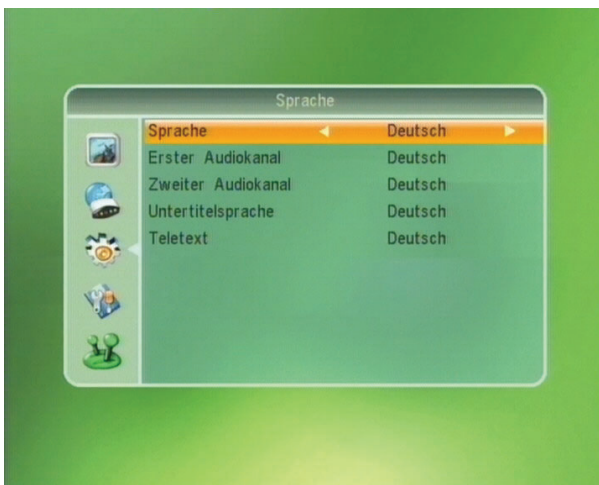 Sprache
Sprache Deutsch
Erster Audiokanal Deutsch
Zweiter Audiokanal Deutsch
Untertitelsprache Deutsch
Teletext Deutsch